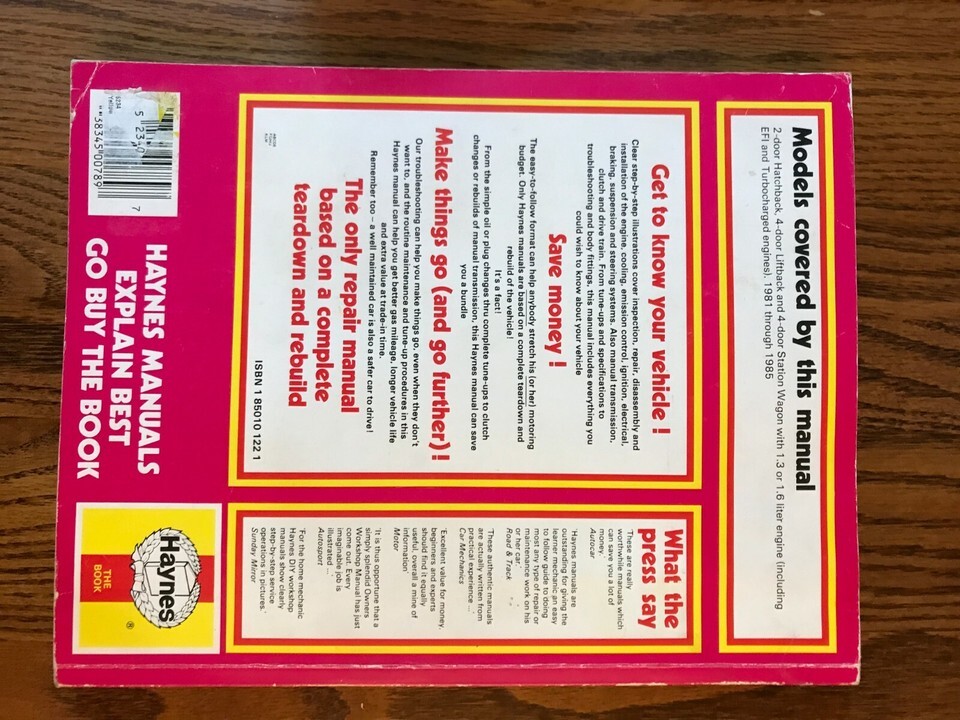 Models covered by this manual
2-door Hatchback, 4-door Liftback and 4-door Station Wagon with 1.3 or 1.6 liter engine (including
EFI and Turbocharged engines). 1981 through 1985
Get to know your vehicle!
Clear step-by-step illustrations cover inspection, repair, disassembly and
installation of the engine, cooling, emission control, ignition, electrical,
braking, suspension and steering systems. Also manual transmission,
clutch and drive train. From tune-ups and specifications to
troubleshooting and body fittings, this manual includes everything you
could wish to know about your vehicle
Save money!
The easy-to-follow format can help anybody stretch his (or her) motoring
budget. Only Haynes manuals are based on a complete teardown and
rebuild of the vehicle!
It's a fact!
From the simple oil or plug changes thru complete tune-ups to clutch
changes or rebuilds of manual transmission, this Haynes manual can save
you a bundle
Make things go (and go further)!
Our troubleshooting can help you make things go, even when they don't
want to, and the routine maintenance and tune-up procedures in this
Haynes manual can help you get better gas mileage, longer vehicle life
and extra value at trade-in time.
Remember too – a well maintained car is also a safer car to drive!
The only repair manual
based on a complete
teardown and rebuild
ISBN 1 85010 122 1
What the
press say
'These are really
worthwhile manuals which
can save you a lot of
money.'
Autocar
'Haynes manuals are
outstanding for giving the
learner mechanic an easy
to follow guide to doing
most any type of repair or
maintenance work on his
or her car.'
Road & Track
'These authentic manuals
are actually written from
practical experience ...'
Car Mechanics
'Excellent value for money,
beginners and experts
should find it equally
useful, overall a mine of
information'
Motor
'It is thus opportune that a
simply splendid Owners
Workshop Manual has just
come out. Every
imaginable job is
illustrated ...'
Autosport
'For the home mechanic
Haynes DIY workshop
manuals show clearly
step-by-step service
operations in pictures.'
Sunday Mirror
5234
Yellow
5 2340
38345 00789 7
HAYNES MANUALS
EXPLAIN BEST
GO BUY THE BOOK
Haynes
®
THE
BOOK